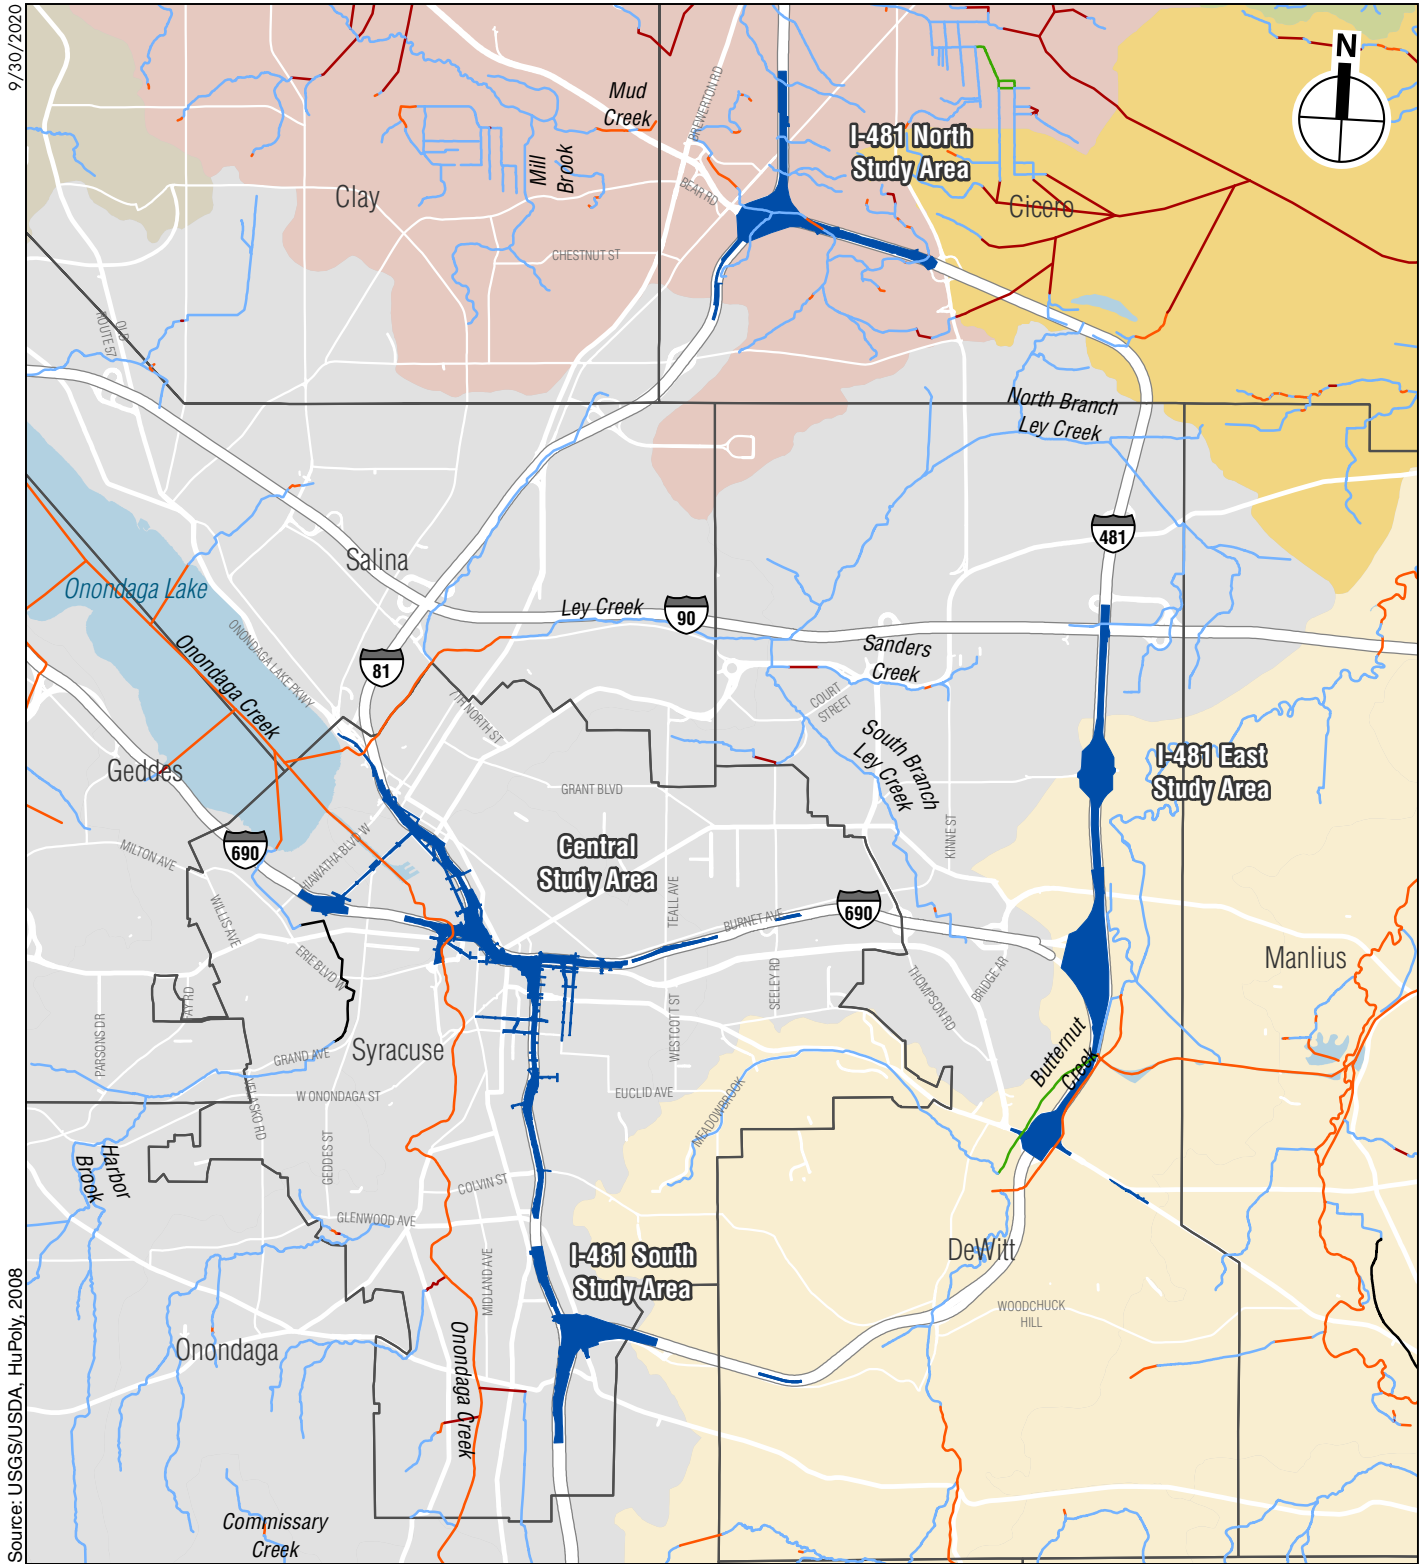 9/30/2020
N
Mud
Creek
BREWERTON RD
I-481 North
Study Area
Mill
Brook
Clay
BEAR RD
Cicero
CHESTNUT ST
OLD
ROUTE 57
North Branch
Ley Creek
481
Salina
Onondaga Lake
Ley Creek
90
ONONDAGA LAKE PKWY
Onondaga Creek
Sanders
Creek
81
COURT
STREET
7TH NORTH ST
South Branch
Ley Creek
I-481 East
Study Area
Geddes
GRANT BLVD
690
HIAWATHA BLVD W
Central
Study Area
KINNE ST
MILTON AVE
WILLIS AVE
TEALL AVE
BURNET AVE
690
ERIE BLVD W
Manlius
FAY RD
SEELEY RD
THOMPSON RD
BRIDGE AR
PARSONS DR
WESTCOTT ST
Syracuse
GRAND AVE
Butternut
Creek
VELASKO RD
W ONONDAGA ST
EUCLID AVE
MEADOWBROOK
GEDDES ST
Harbor
Brook
COLVIN ST
GLENWOOD AVE
I-481 South
Study Area
MIDLAND AVE
DeWitt
WOODCHUCK
HILL
Onondaga
Onondaga Creek
Commissary
Creek
Source: USGS/USDA, HuPoly, 2008